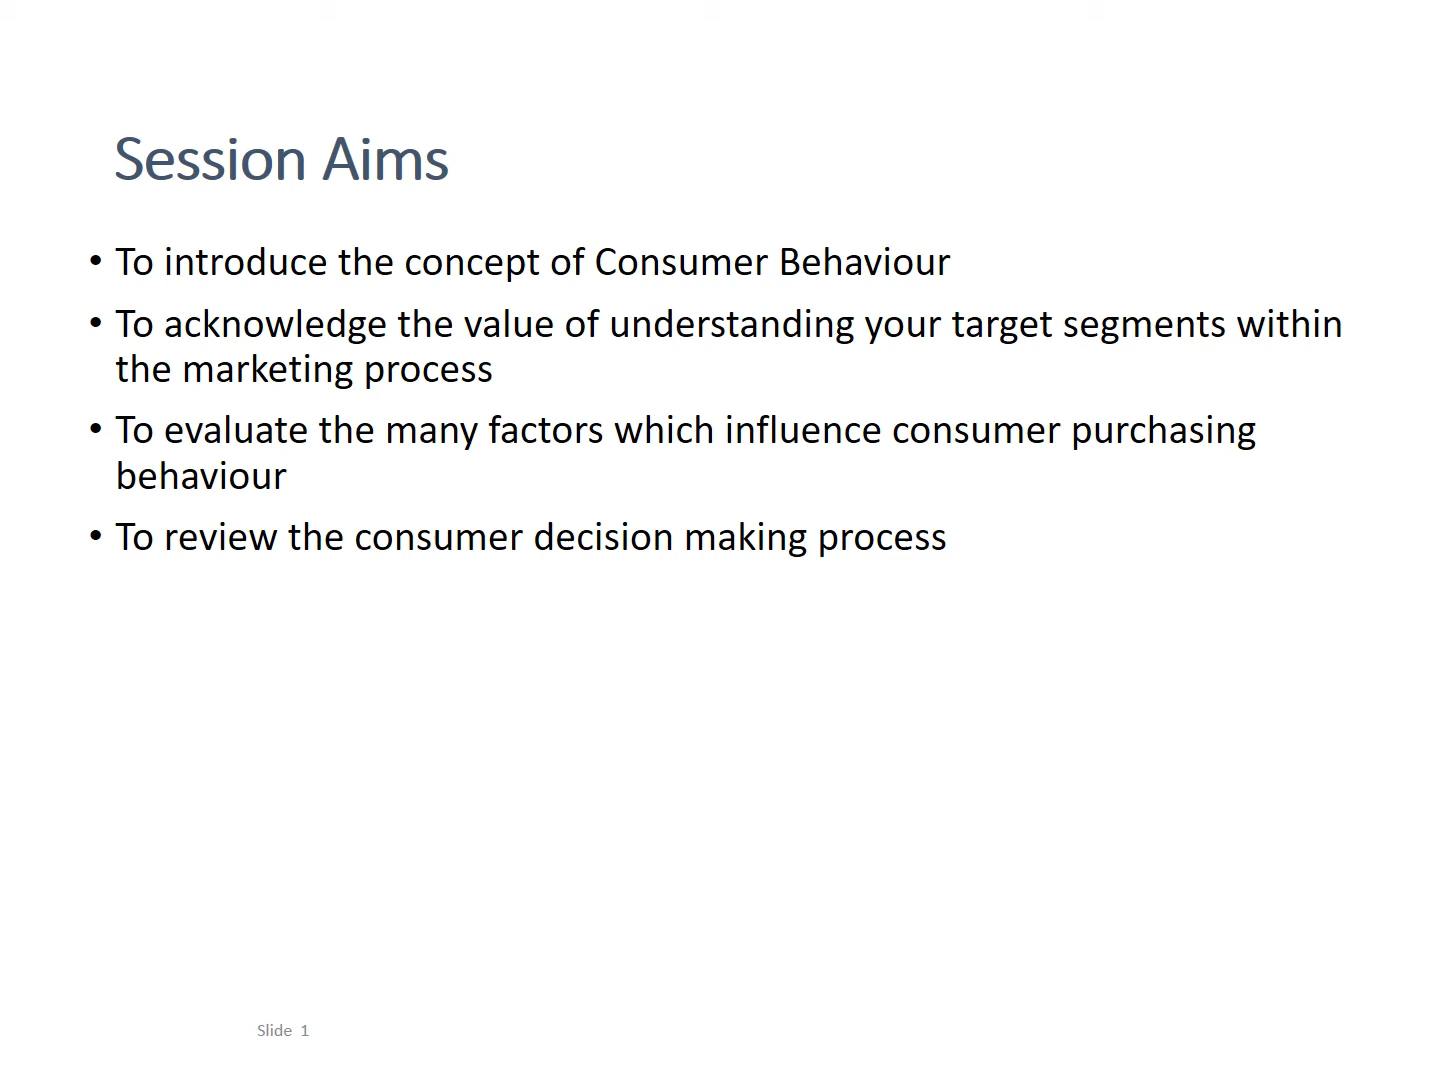 Session Aims
• To introduce the concept of Consumer Behaviour
• To acknowledge the value of understanding your target segments within
the marketing process
• To evaluate the many factors which influence consumer purchasing
behaviour
• To review the consumer decision making process
Slide 1